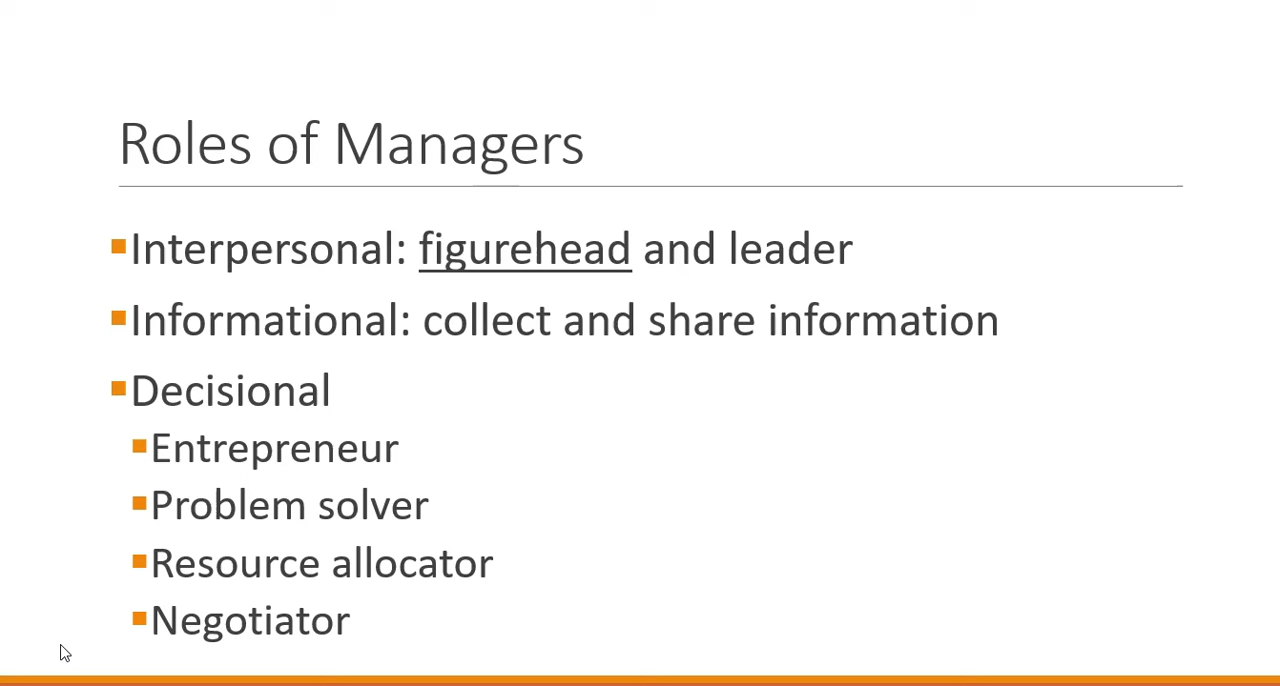 Roles of Managers
▪Interpersonal: figurehead and leader
▪Informational: collect and share information
▪Decisional
▪Entrepreneur
▪Problem solver
▪Resource allocator
▪Negotiator